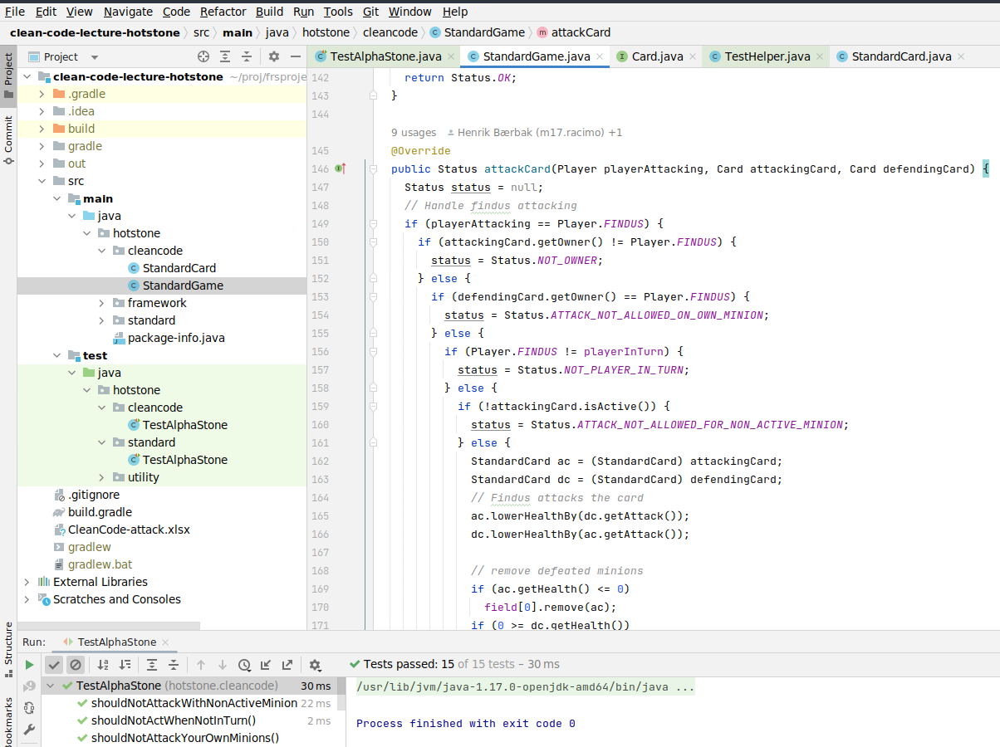 File Edit View Navigate Code Refactor Build Run Tools Git Window Help
clean-code-lecture-hotstone src main java hotstone cleancode StandardGame attackCard
Project
Commit
Structure
Bookmarks
Project
clean-code-lecture-hotstone ~/proj/frsproje
.gradle
.idea
build
gradle
out
src
main
java
hotstone
cleancode
StandardCard
StandardGame
framework
standard
package-info.java
test
java
hotstone
cleancode
TestAlphaStone
standard
TestAlphaStone
utility
.gitignore
build.gradle
CleanCode-attack.xlsx
gradlew
gradlew.bat
External Libraries
Scratches and Consoles
TestAlphaStone.java StandardGame.java Card.java TestHelper.java StandardCard.java
142 return Status.OK;
143 }
144
9 usages Henrik Bærbak (m17.racimo) +1
145 @Override
146 public Status attackCard(Player playerAttacking, Card attackingCard, Card defendingCard) {
147 Status status = null;
148 // Handle findus attacking
149 if (playerAttacking == Player.FINDUS) {
150 if (attackingCard.getOwner() != Player.FINDUS) {
151 status = Status.NOT_OWNER;
152 } else {
153 if (defendingCard.getOwner() == Player.FINDUS) {
154 status = Status.ATTACK_NOT_ALLOWED_ON_OWN_MINION;
155 } else {
156 if (Player.FINDUS != playerInTurn) {
157 status = Status.NOT_PLAYER_IN_TURN;
158 } else {
159 if (!attackingCard.isActive()) {
160 status = Status.ATTACK_NOT_ALLOWED_FOR_NON_ACTIVE_MINION;
161 } else {
162 StandardCard ac = (StandardCard) attackingCard;
163 StandardCard dc = (StandardCard) defendingCard;
164 // Findus attacks the card
165 ac.lowerHealthBy(dc.getAttack());
166 dc.lowerHealthBy(ac.getAttack());
167
168 // remove defeated minions
169 if (ac.getHealth() <= 0)
170 field[0].remove(ac);
171 if (0 >= dc.getHealth())
Run: TestAlphaStone
Tests passed: 15 of 15 tests – 30 ms
TestAlphaStone (hotstone.cleancode) 30 ms
shouldNotAttackWithNonActiveMinion 22 ms
shouldNotActWhenNotInTurn() 2 ms
shouldNotAttackYourOwnMinions()
/usr/lib/jvm/java-1.17.0-openjdk-amd64/bin/java ...
Process finished with exit code 0